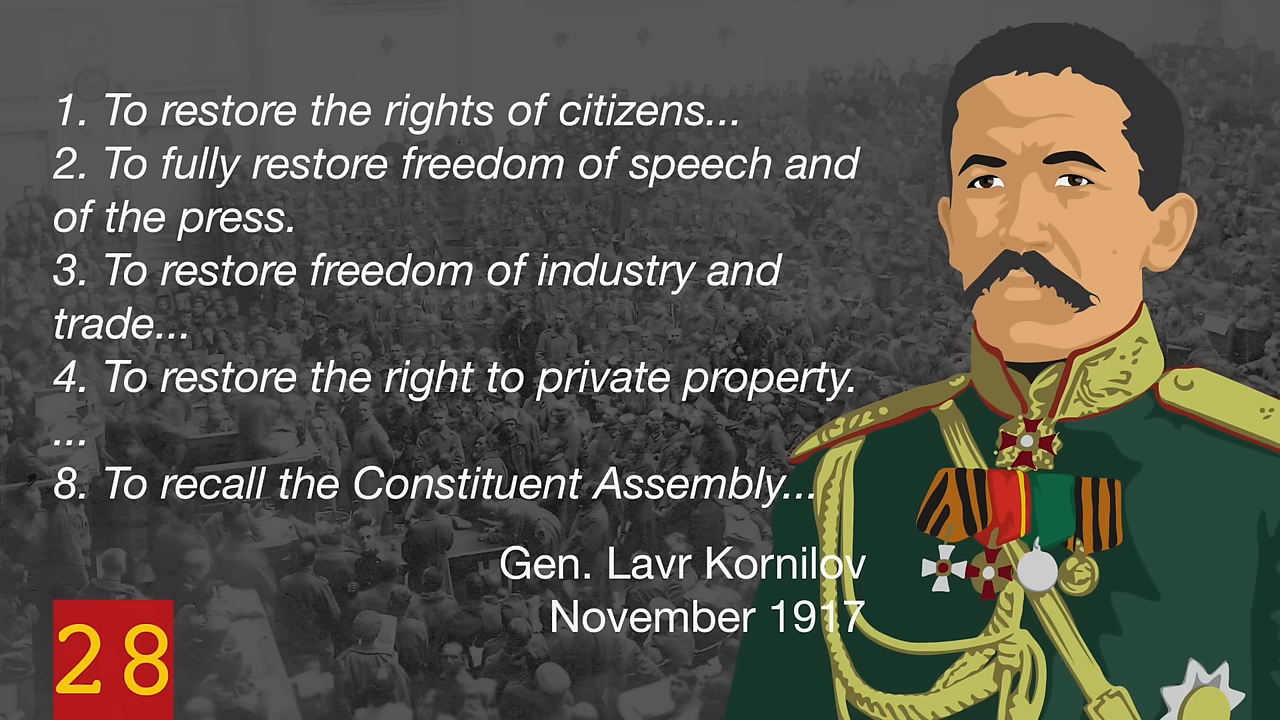 1. To restore the rights of citizens...
2. To fully restore freedom of speech and
of the press.
3. To restore freedom of industry and
trade...
4. To restore the right to private property.
...
8. To recall the Constituent Assembly...
Gen. Lavr Kornilov
November 1917
28